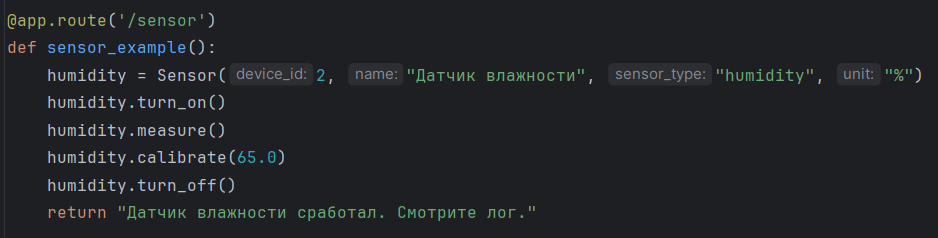 @app.route('/sensor')
def sensor_example():
    humidity = Sensor(device_id: 2, name: "Датчик влажности", sensor_type: "humidity", unit: "%")
    humidity.turn_on()
    humidity.measure()
    humidity.calibrate(65.0)
    humidity.turn_off()
    return "Датчик влажности сработал. Смотрите лог."